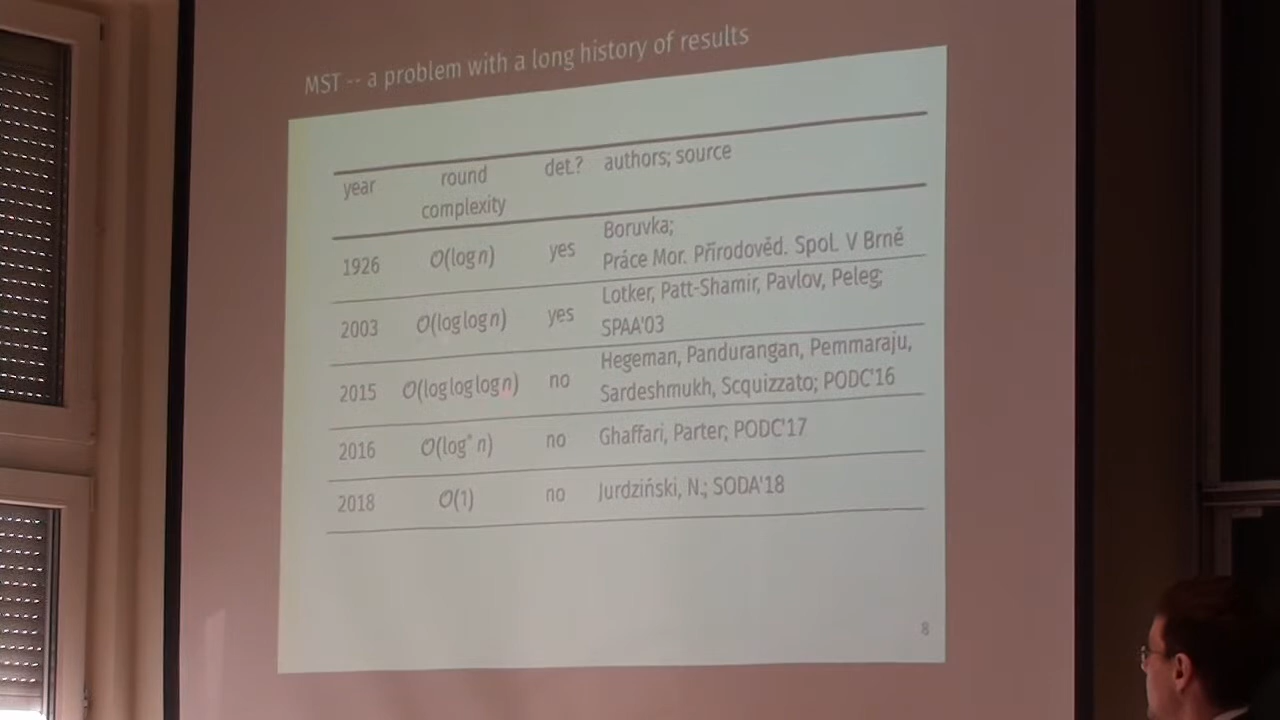 MST -- a problem with a long history of results
year round complexity det.? authors; source
1926 O(log n) yes Boruvka;
Práce Mor. Přírodověd. Spol. V Brně
2003 O(log log n) yes Lotker, Patt-Shamir, Pavlov, Peleg;
SPAA'03
2015 O(log log log n) no Hegeman, Pandurangan, Pemmaraju,
Sardeshmukh, Scquizzato; PODC'16
2016 O(log* n) no Ghaffari, Parter; PODC'17
2018 O(1) no Jurdziński, N.; SODA'18
8